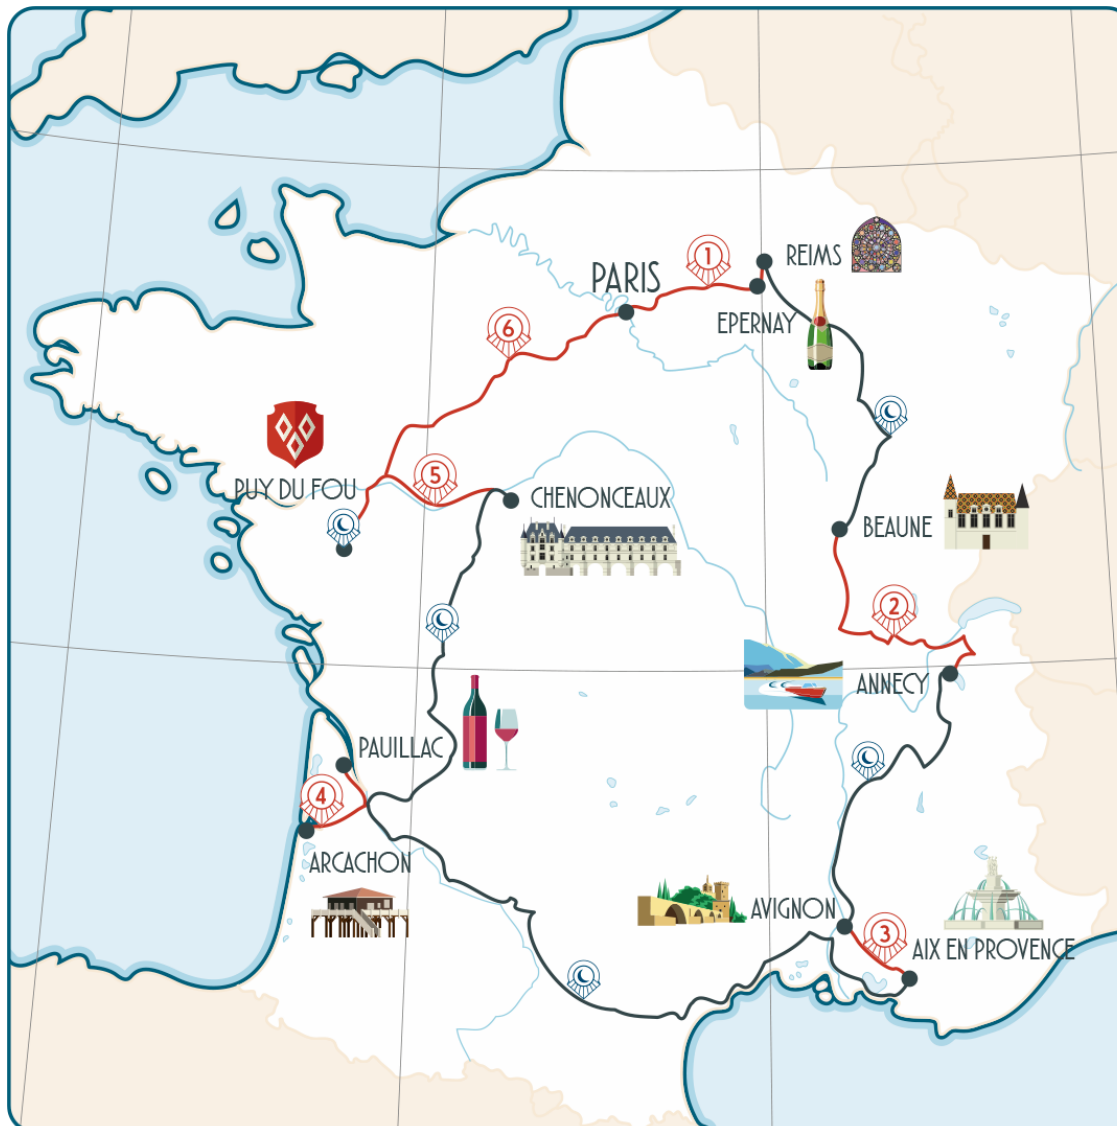 1
REIMS
PARIS
EPERNAY
6
PUY DU FOU
5
CHENONCEAUX
BEAUNE
2
ANNECY
PAUILLAC
4
ARCACHON
AVIGNON
3
AIX EN PROVENCE